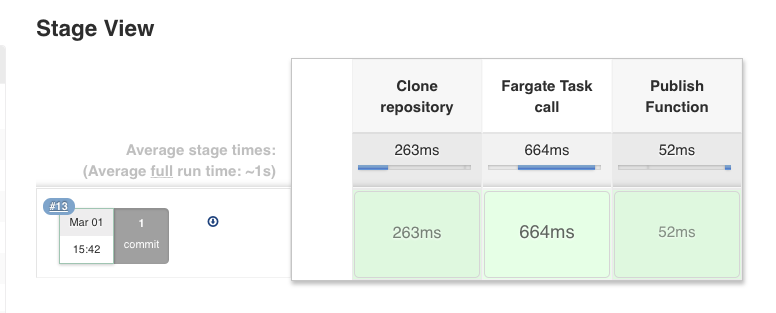 Stage View
Clone repository
Fargate Task call
Publish Function
Average stage times:
263ms
664ms
52ms
(Average full run time: ~1s)
#13
Mar 01
15:42
1
commit
263ms
664ms
52ms